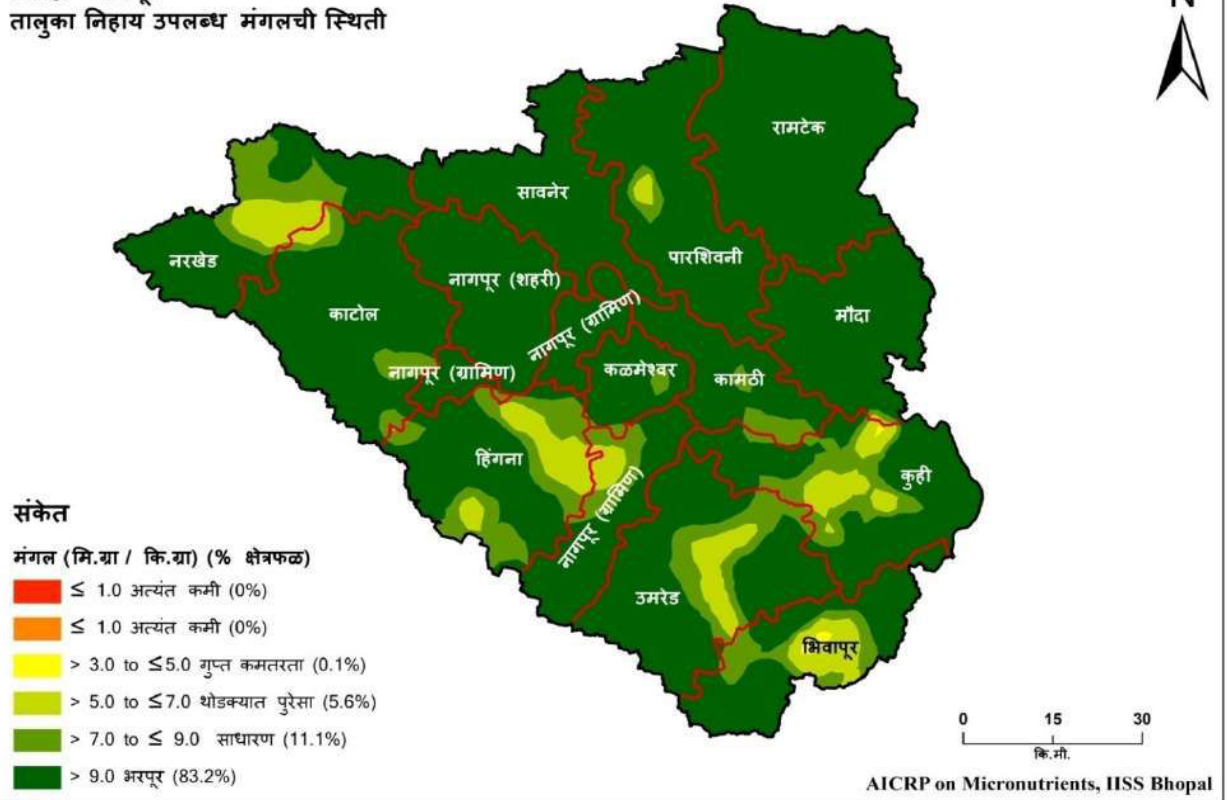 तालुका निहाय उपलब्ध मंगलची स्थिती
N
रामटेक
सावनेर
पारशिवनी
नरखेड
नागपूर (शहरी)
काटोल
नागपूर (ग्रामिण)
मौदा
नागपूर (ग्रामिण)
कळमेश्वर
कामठी
हिंगना
कुही
नागपूर (ग्रामिण)
उमरेड
भिवापूर
संकेत
मंगल (मि.ग्रा / कि.ग्रा) (% क्षेत्रफळ)
≤ 1.0 अत्यंत कमी (0%)
≤ 1.0 अत्यंत कमी (0%)
> 3.0 to ≤5.0 गुप्त कमतरता (0.1%)
> 5.0 to ≤7.0 थोडक्यात पुरेसा (5.6%)
> 7.0 to ≤ 9.0 साधारण (11.1%)
> 9.0 भरपूर (83.2%)
0 15 30
कि.मी.
AICRP on Micronutrients, IISS Bhopal